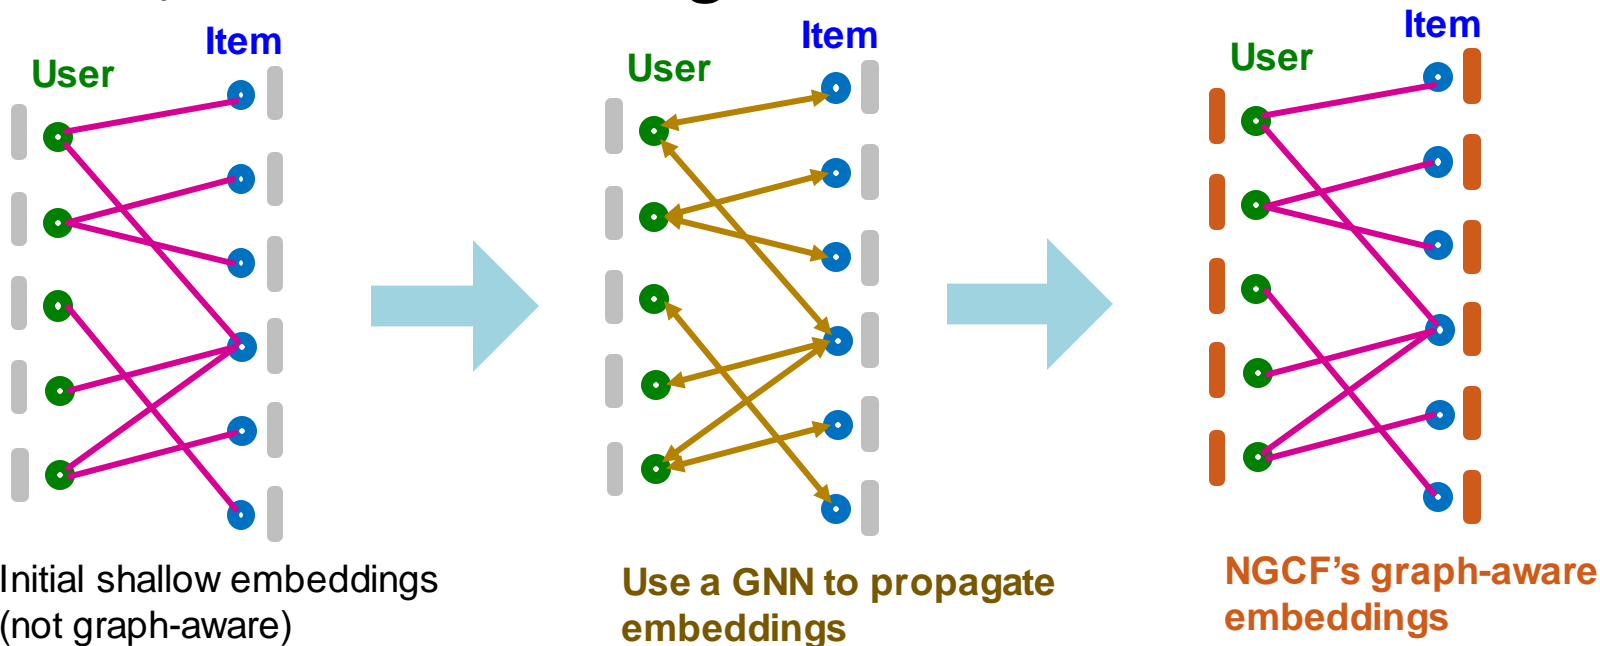 User
Item
User
Item
User
Item
Initial shallow embeddings
(not graph-aware)
Use a GNN to propagate
embeddings
NGCF’s graph-aware
embeddings